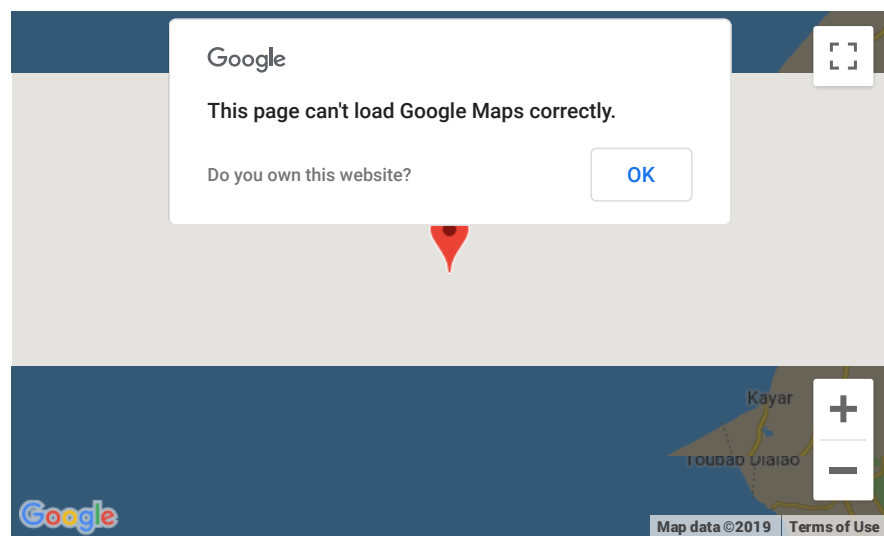 Google
This page can't load Google Maps correctly.
Do you own this website?
OK
Kayar
Toubab Dialao
Google
Map data ©2019
Terms of Use